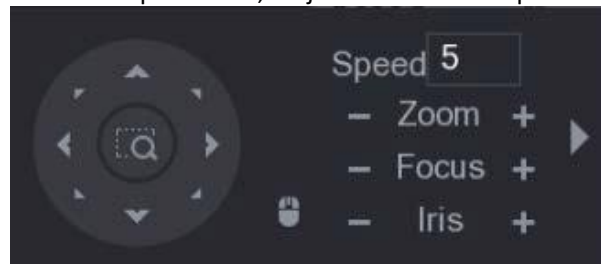 Speed 5
– Zoom +
– Focus +
– Iris +